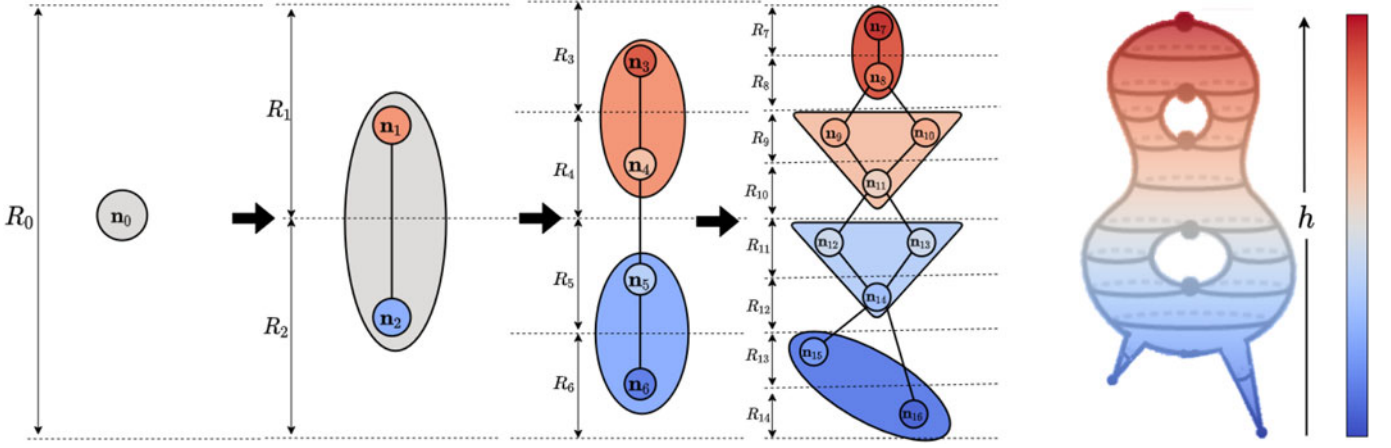 R₀
n₀
R₁
R₂
n₁
n₂
R₃
R₄
R₅
R₆
n₃
n₄
n₅
n₆
R₇
R₈
R₉
R₁₀
R₁₁
R₁₂
R₁₃
R₁₄
n₇
n₈
n₉ n₁₀
n₁₁
n₁₂ n₁₃
n₁₄
n₁₅
n₁₆
h